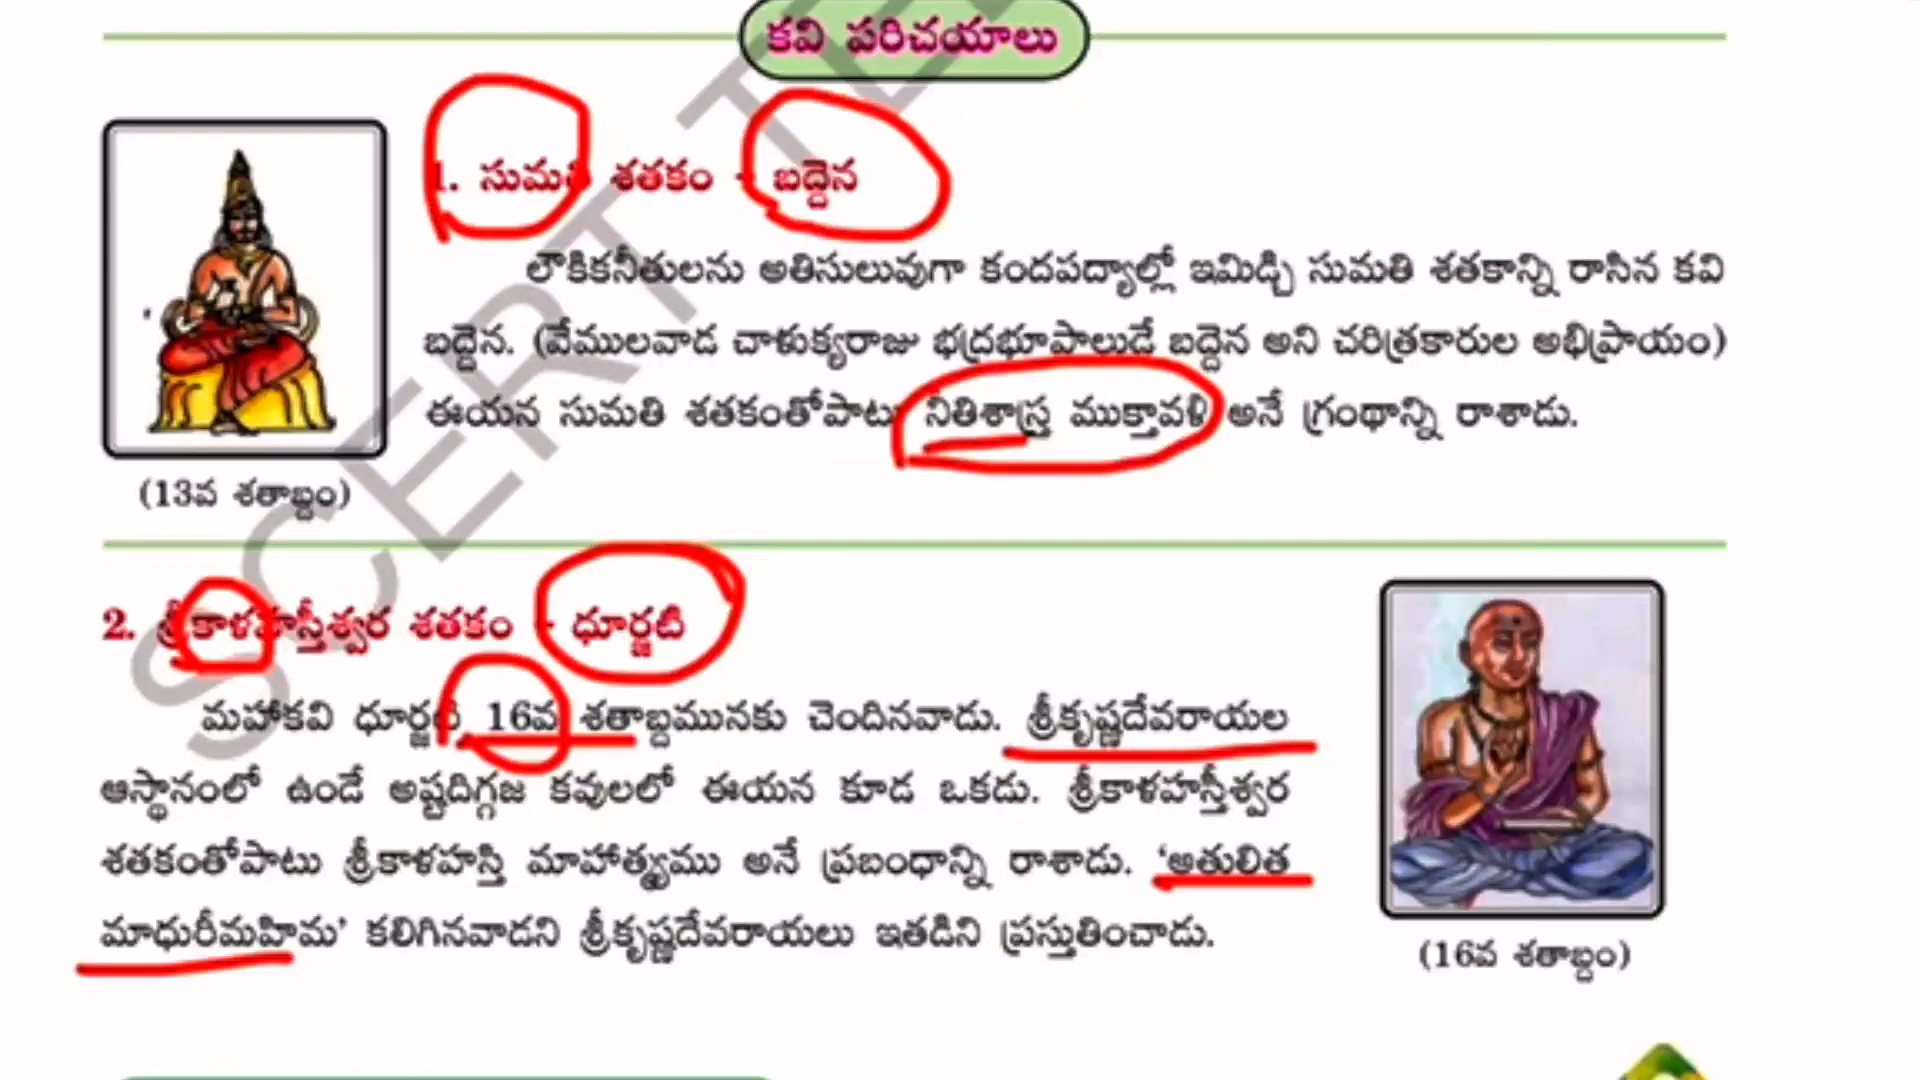 కవి పరిచయాలు
1. సుమతి శతకం - బద్దెన
లౌకికనీతులను అతిసులువుగా కందపద్యాల్లో ఇమిడ్చి సుమతి శతకాన్ని రాసిన కవి
బద్దెన. (వేములవాడ చాళుక్యరాజు భద్రభూపాలుడే బద్దెన అని చరిత్రకారుల అభిప్రాయం)
ఈయన సుమతి శతకంతోపాటు నీతిశాస్త్ర ముక్తావళి అనే గ్రంథాన్ని రాశాడు.
(13వ శతాబ్దం)
2. శ్రీకాళహస్తీశ్వర శతకం - ధూర్జటి
మహాకవి ధూర్జటి 16వ శతాబ్దమునకు చెందినవాడు. శ్రీకృష్ణదేవరాయల
ఆస్థానంలో ఉండే అష్టదిగ్గజ కవులలో ఈయన కూడ ఒకడు. శ్రీకాళహస్తీశ్వర
శతకంతోపాటు శ్రీకాళహస్తి మాహాత్మ్యము అనే ప్రబంధాన్ని రాశాడు. ‘అతులిత
మాధురీమహిమ’ కలిగినవాడని శ్రీకృష్ణదేవరాయలు ఇతడిని ప్రస్తుతించాడు.
(16వ శతాబ్దం)
SCERT TE